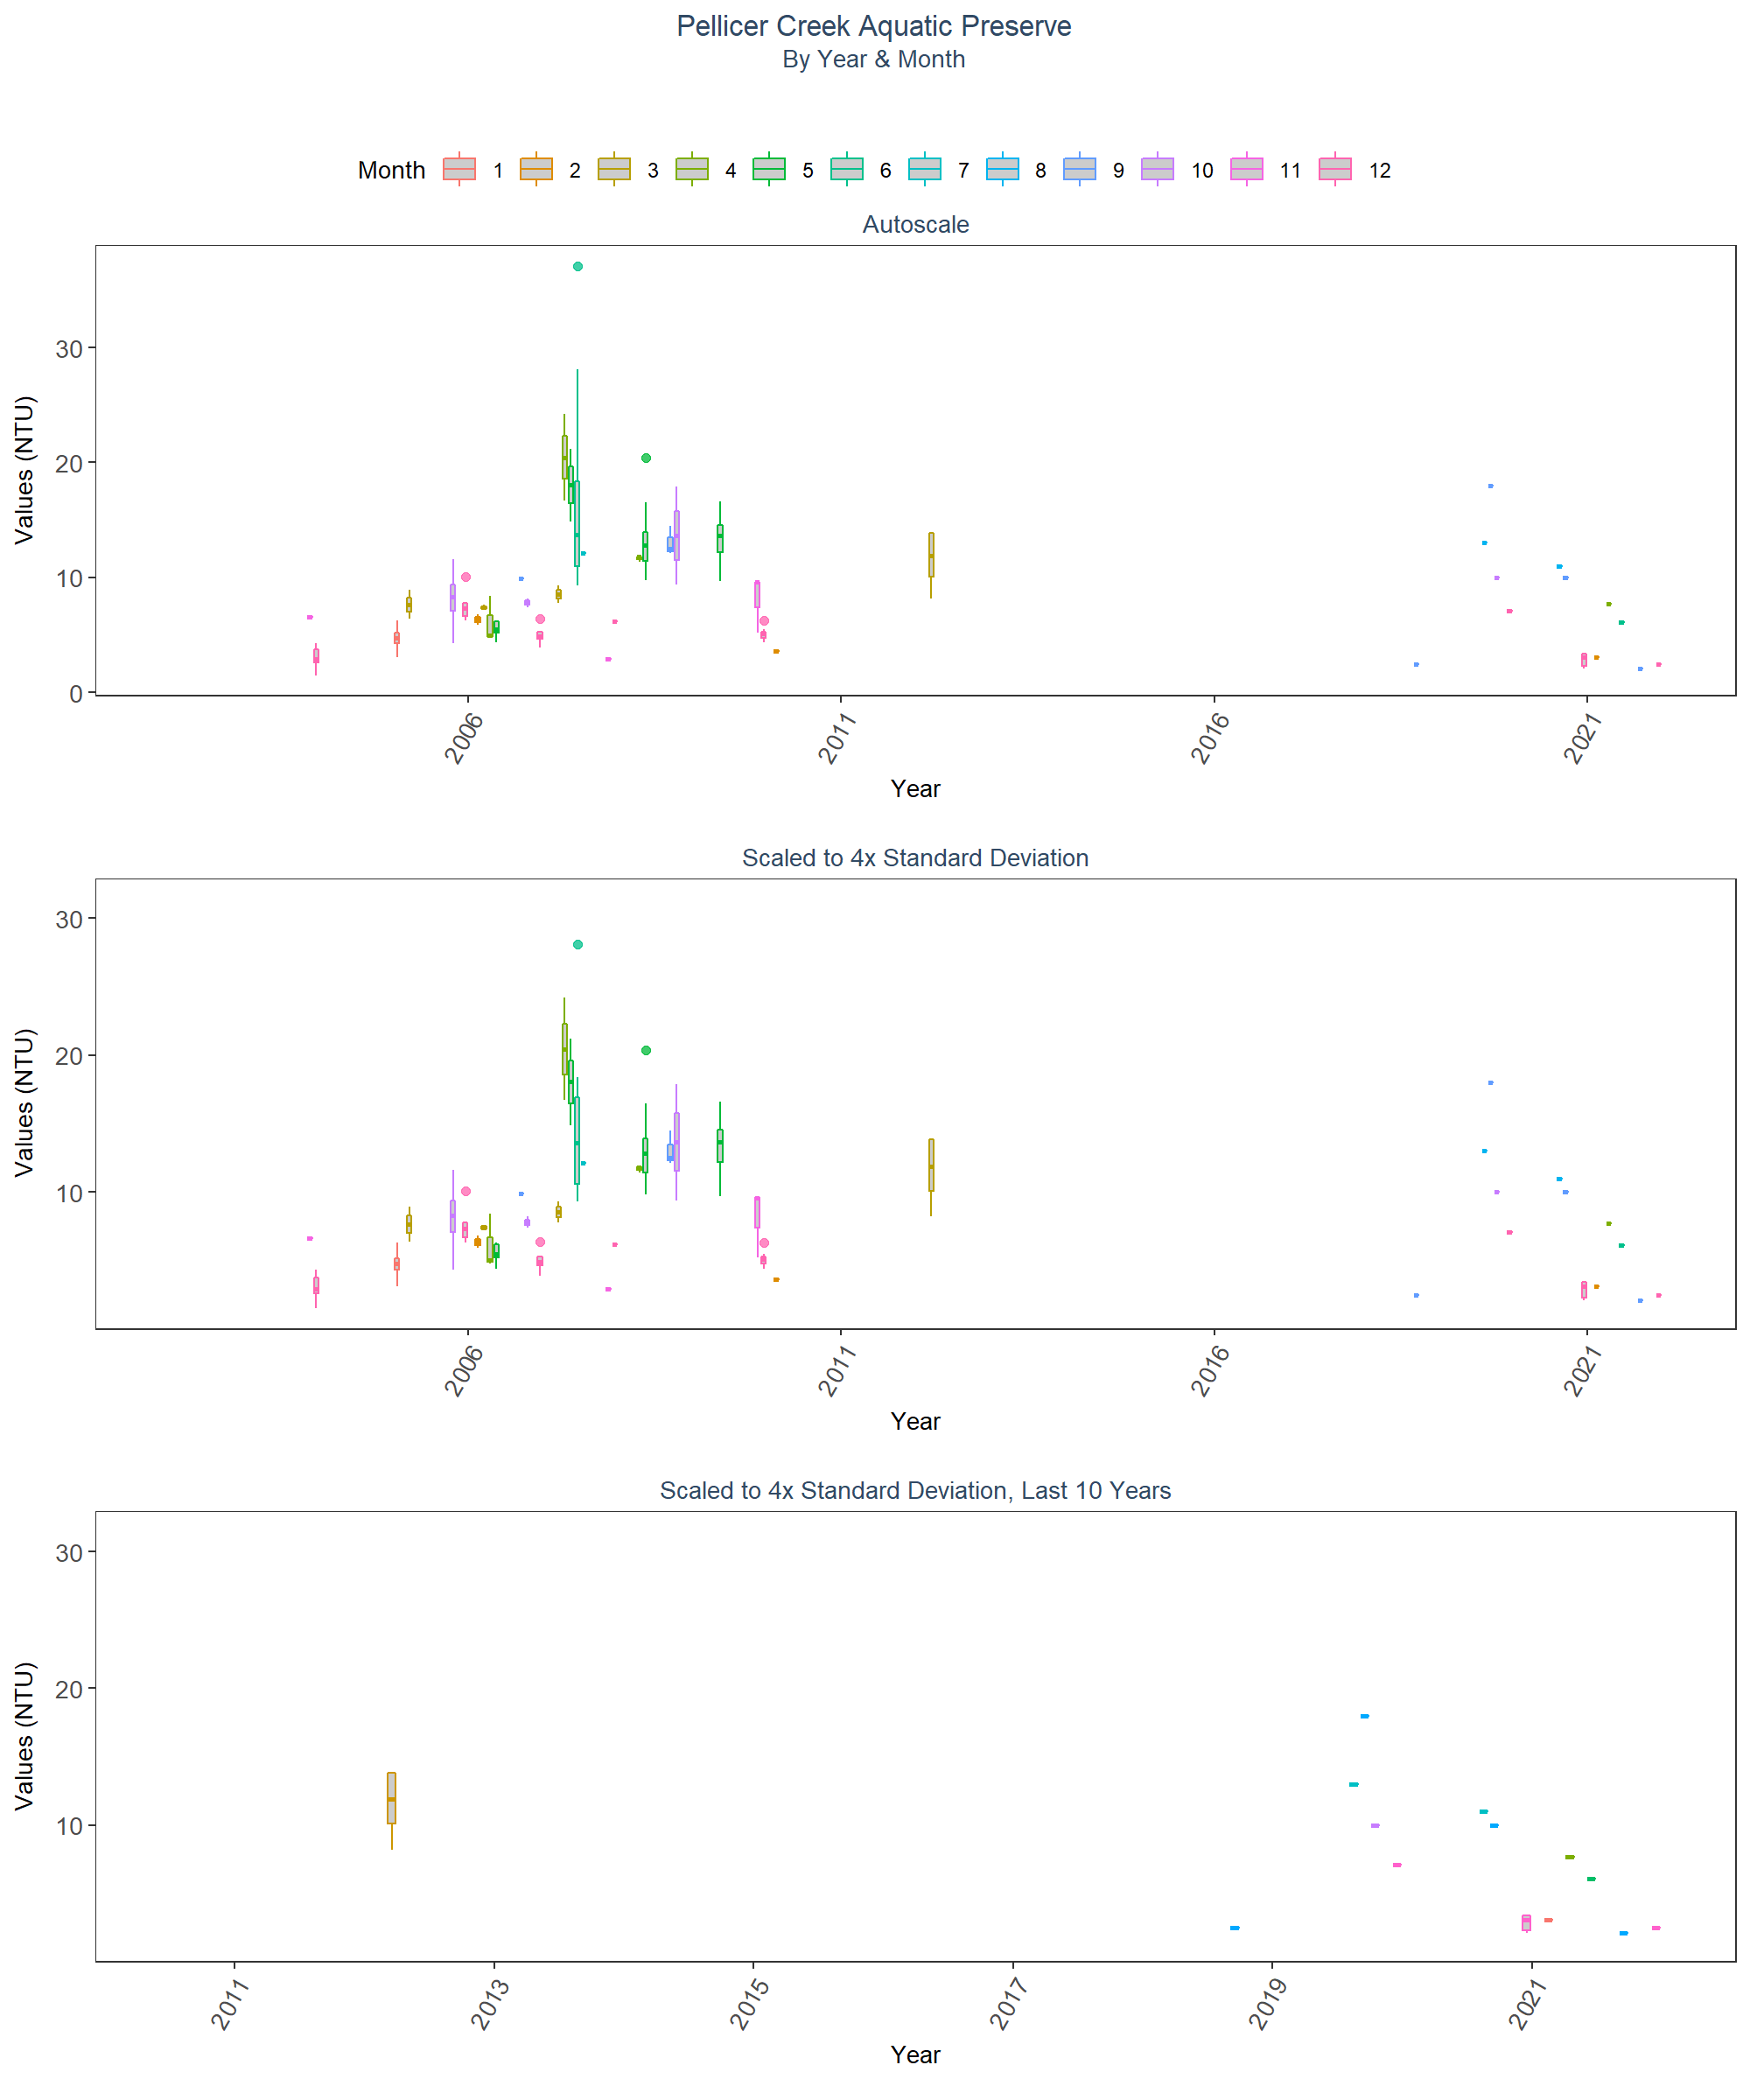 Pellicer Creek Aquatic Preserve
By Year & Month
Month 1 2 3 4 5 6 7 8 9 10 11 12
Autoscale
Values (NTU)
30
20
10
0
2006 2011 2016 2021
Year
Scaled to 4x Standard Deviation
Values (NTU)
30
20
10
2006 2011 2016 2021
Year
Scaled to 4x Standard Deviation, Last 10 Years
Values (NTU)
30
20
10
2011 2013 2015 2017 2019 2021
Year